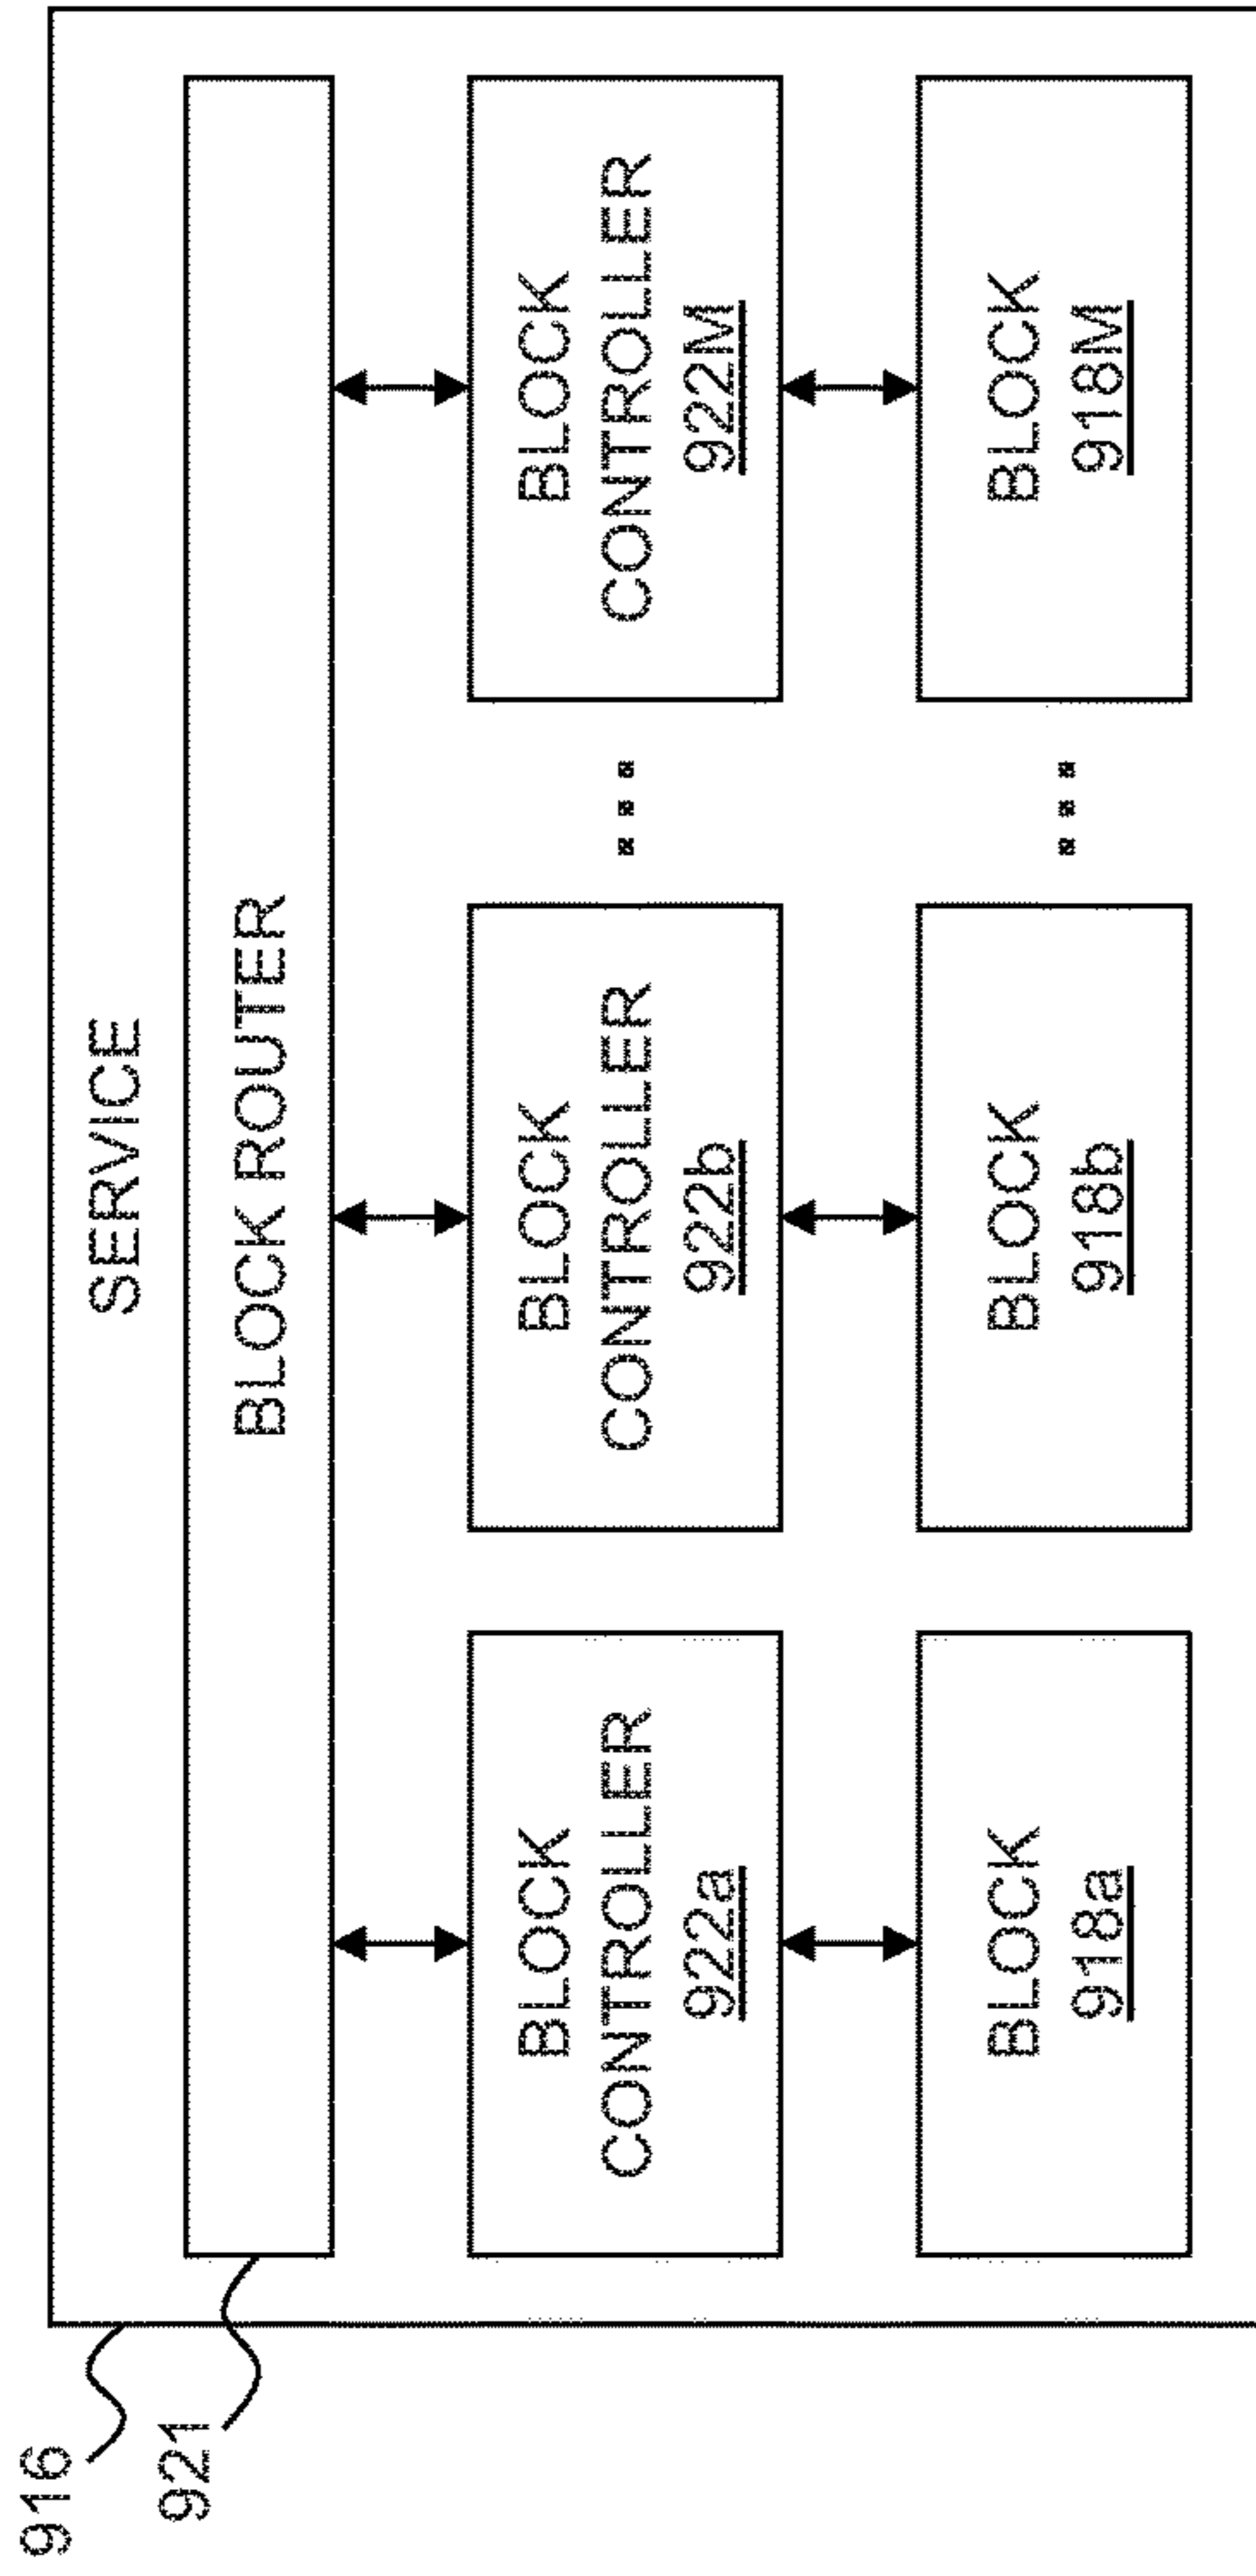 916
SERVICE
921
BLOCK ROUTER
BLOCK
CONTROLLER
922a
BLOCK
CONTROLLER
922b
BLOCK
CONTROLLER
922M
BLOCK
918a
BLOCK
918b
BLOCK
918M